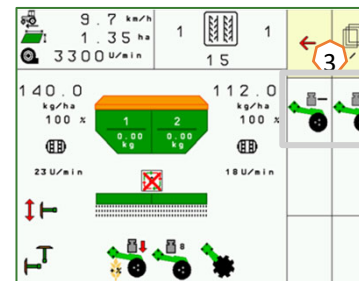 9.7 km/h
1.35 ha
3300 U/min
1 1
15
3
140.0
kg/ha
100 %
23 U/min
1 2
0.00 0.00
kg kg
112.0
kg/ha
100 %
18 U/min
8